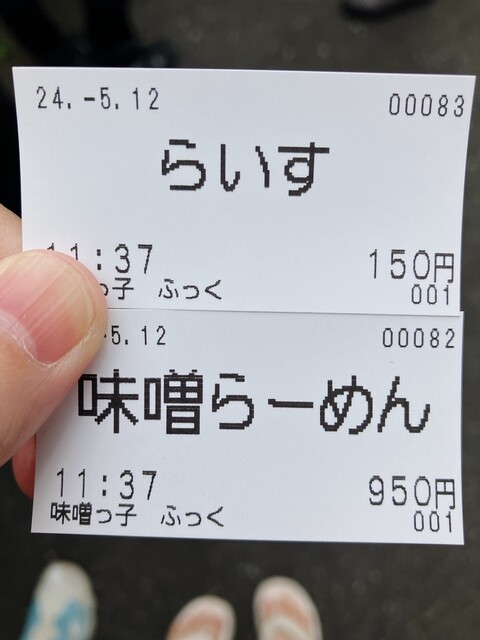 24.-5.12 00083
らいす
11:37 150円
っ子 ふっく 001
-5.12 00082
味噌らーめん
11:37 950円
味噌っ子 ふっく 001